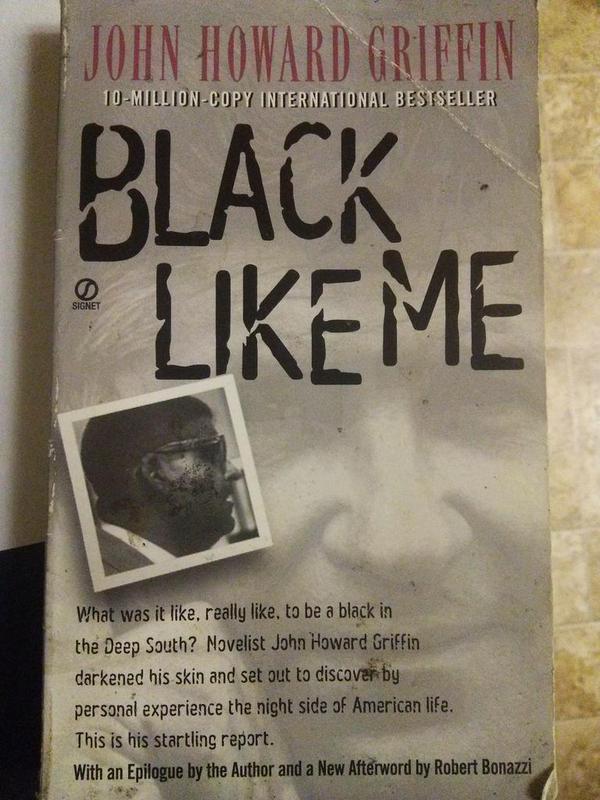 JOHN HOWARD GRIFFIN
10-MILLION-COPY INTERNATIONAL BESTSELLER
BLACK
LIKE ME
SIGNET
What was it like, really like, to be a black in
the Deep South? Novelist John Howard Griffin
darkened his skin and set out to discover by
personal experience the night side of American life.
This is his startling report.
With an Epilogue by the Author and a New Afterword by Robert Bonazzi